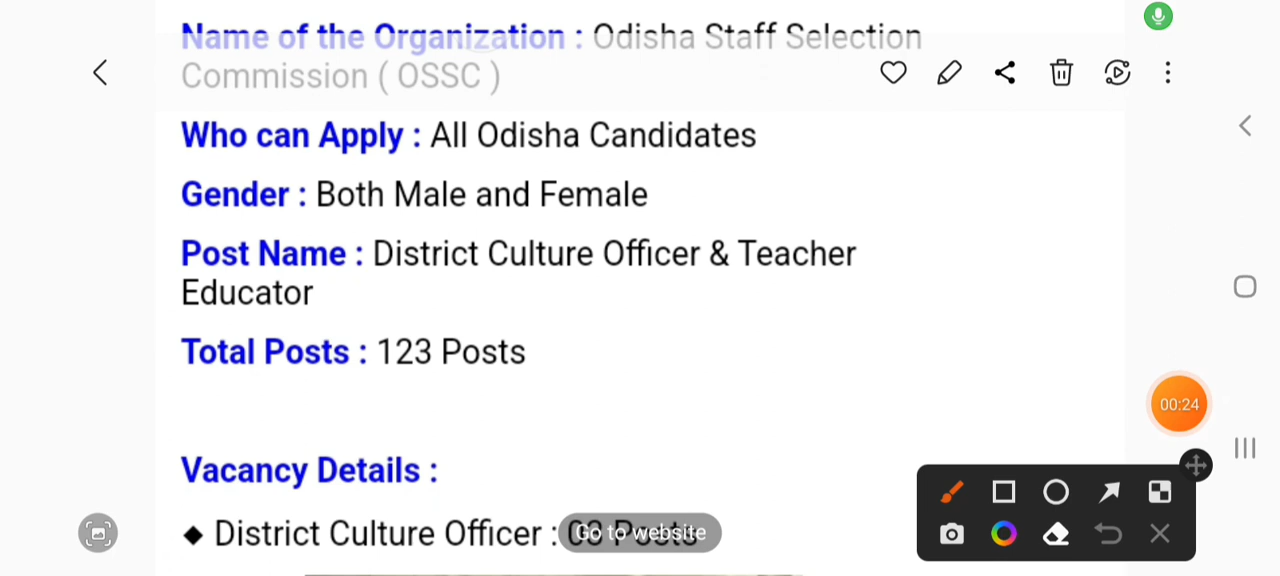 Name of the Organization : Odisha Staff Selection
Commission ( OSSC )
Who can Apply : All Odisha Candidates
Gender : Both Male and Female
Post Name : District Culture Officer & Teacher
Educator
Total Posts : 123 Posts
00:24
Vacancy Details :
◆ District Culture Officer :
Go to website